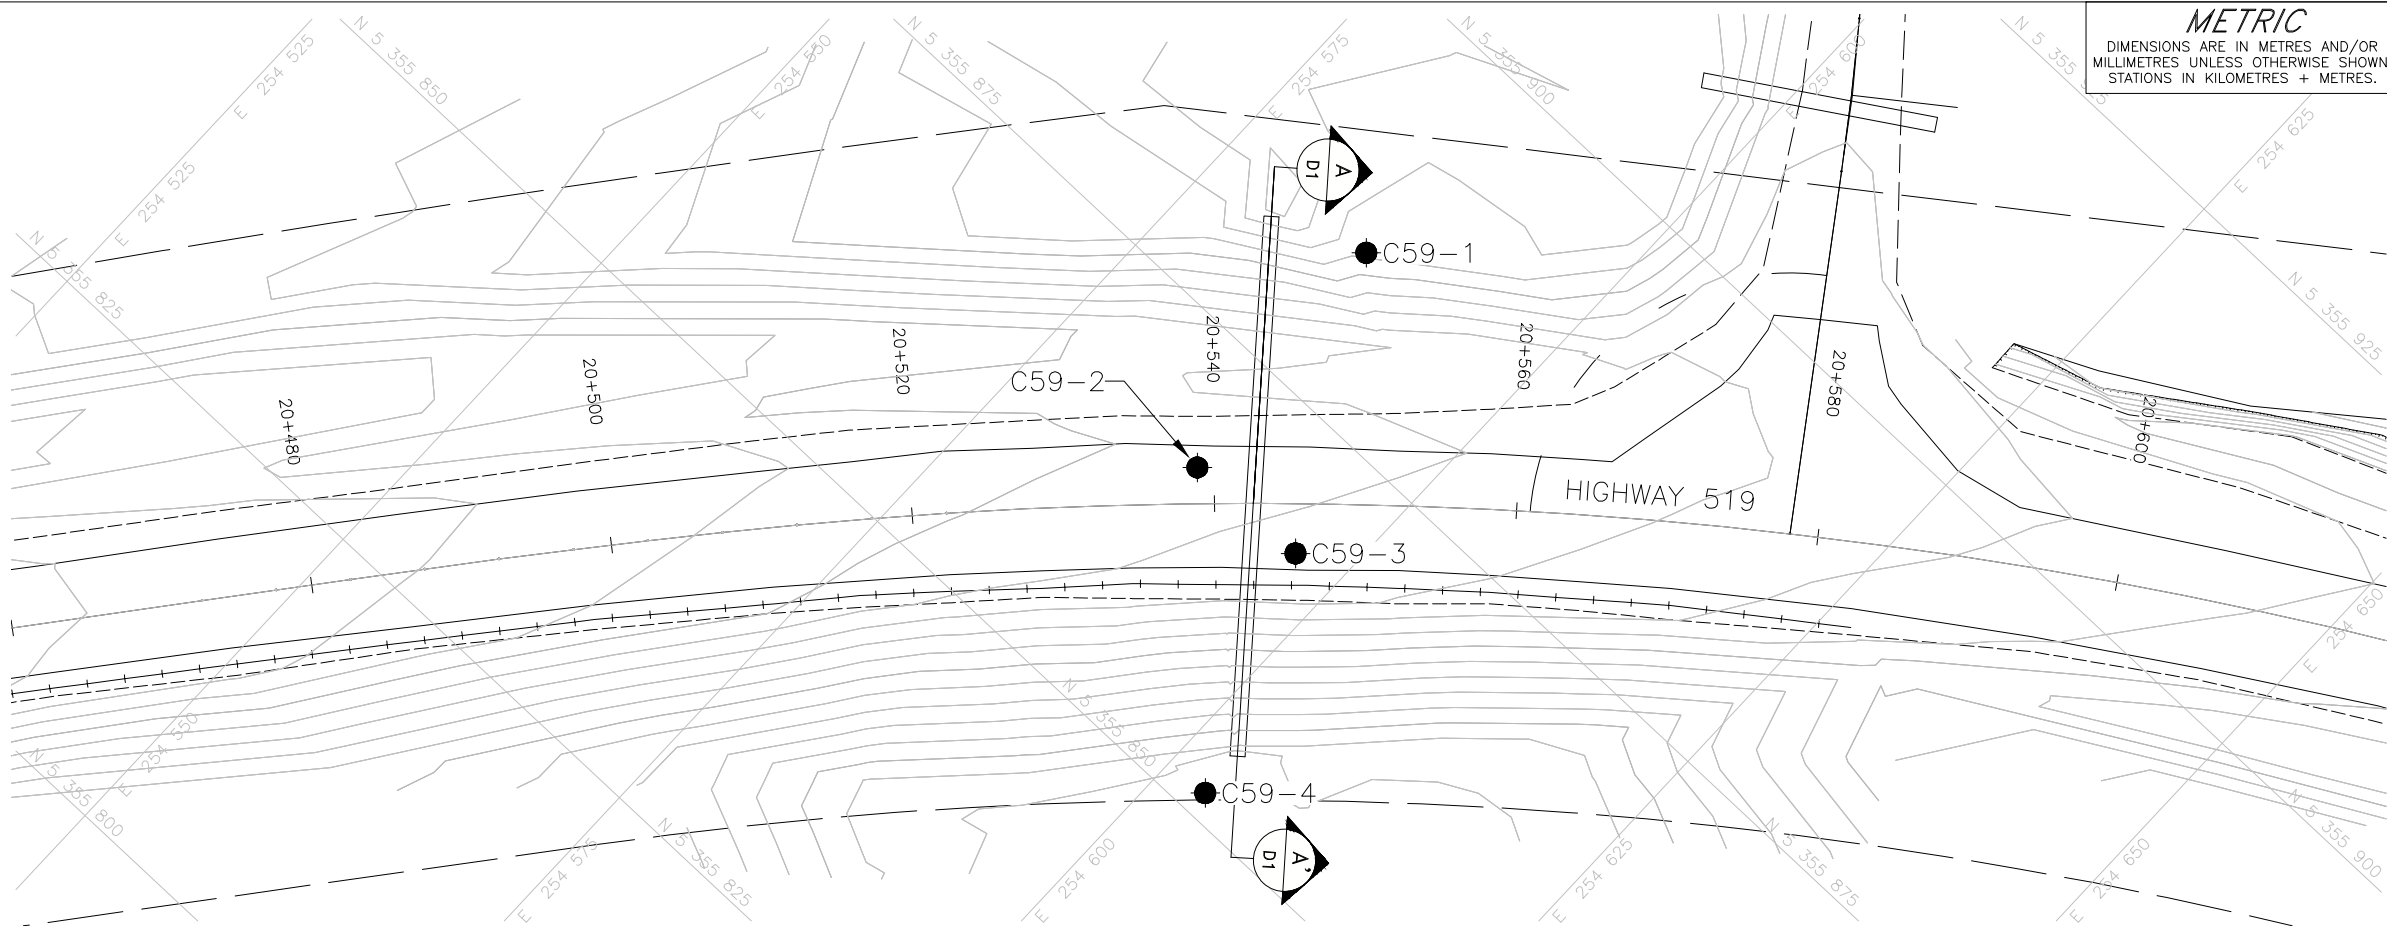 METRIC
DIMENSIONS ARE IN METRES AND/OR
MILLIMETRES UNLESS OTHERWISE SHOWN
STATIONS IN KILOMETRES + METRES.
E 254 525
N 5 355 850
E 254 550
N 5 355 875
E 254 575
N 5 355 900
E 254 600
E 254 625
E 254 525
N 5 355 825
A
D1
C59-1
N 5 355 925
20+480
20+500
20+520
20+540
20+560
20+580
20+600
C59-2
HIGHWAY 519
C59-3
E 254 650
E 254 550
N 5 355 850
N 5 355 800
C59-4
A'
D1
E 254 575
N 5 355 825
E 254 600
E 254 625
N 5 355 875
E 254 650
N 5 355 900